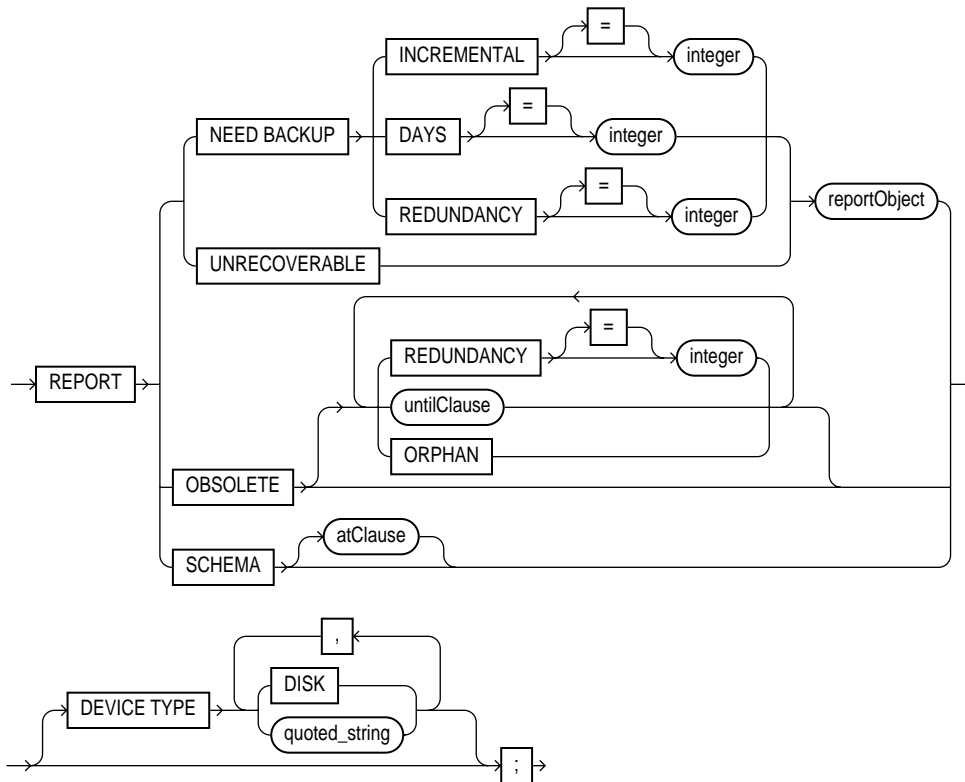 =
INCREMENTAL
integer
=
NEED BACKUP
DAYS
integer
=
REDUNDANCY
integer
reportObject
UNRECOVERABLE
=
REDUNDANCY
integer
REPORT
untilClause
ORPHAN
OBSOLETE
atClause
SCHEMA
,
DISK
DEVICE TYPE
quoted_string
;